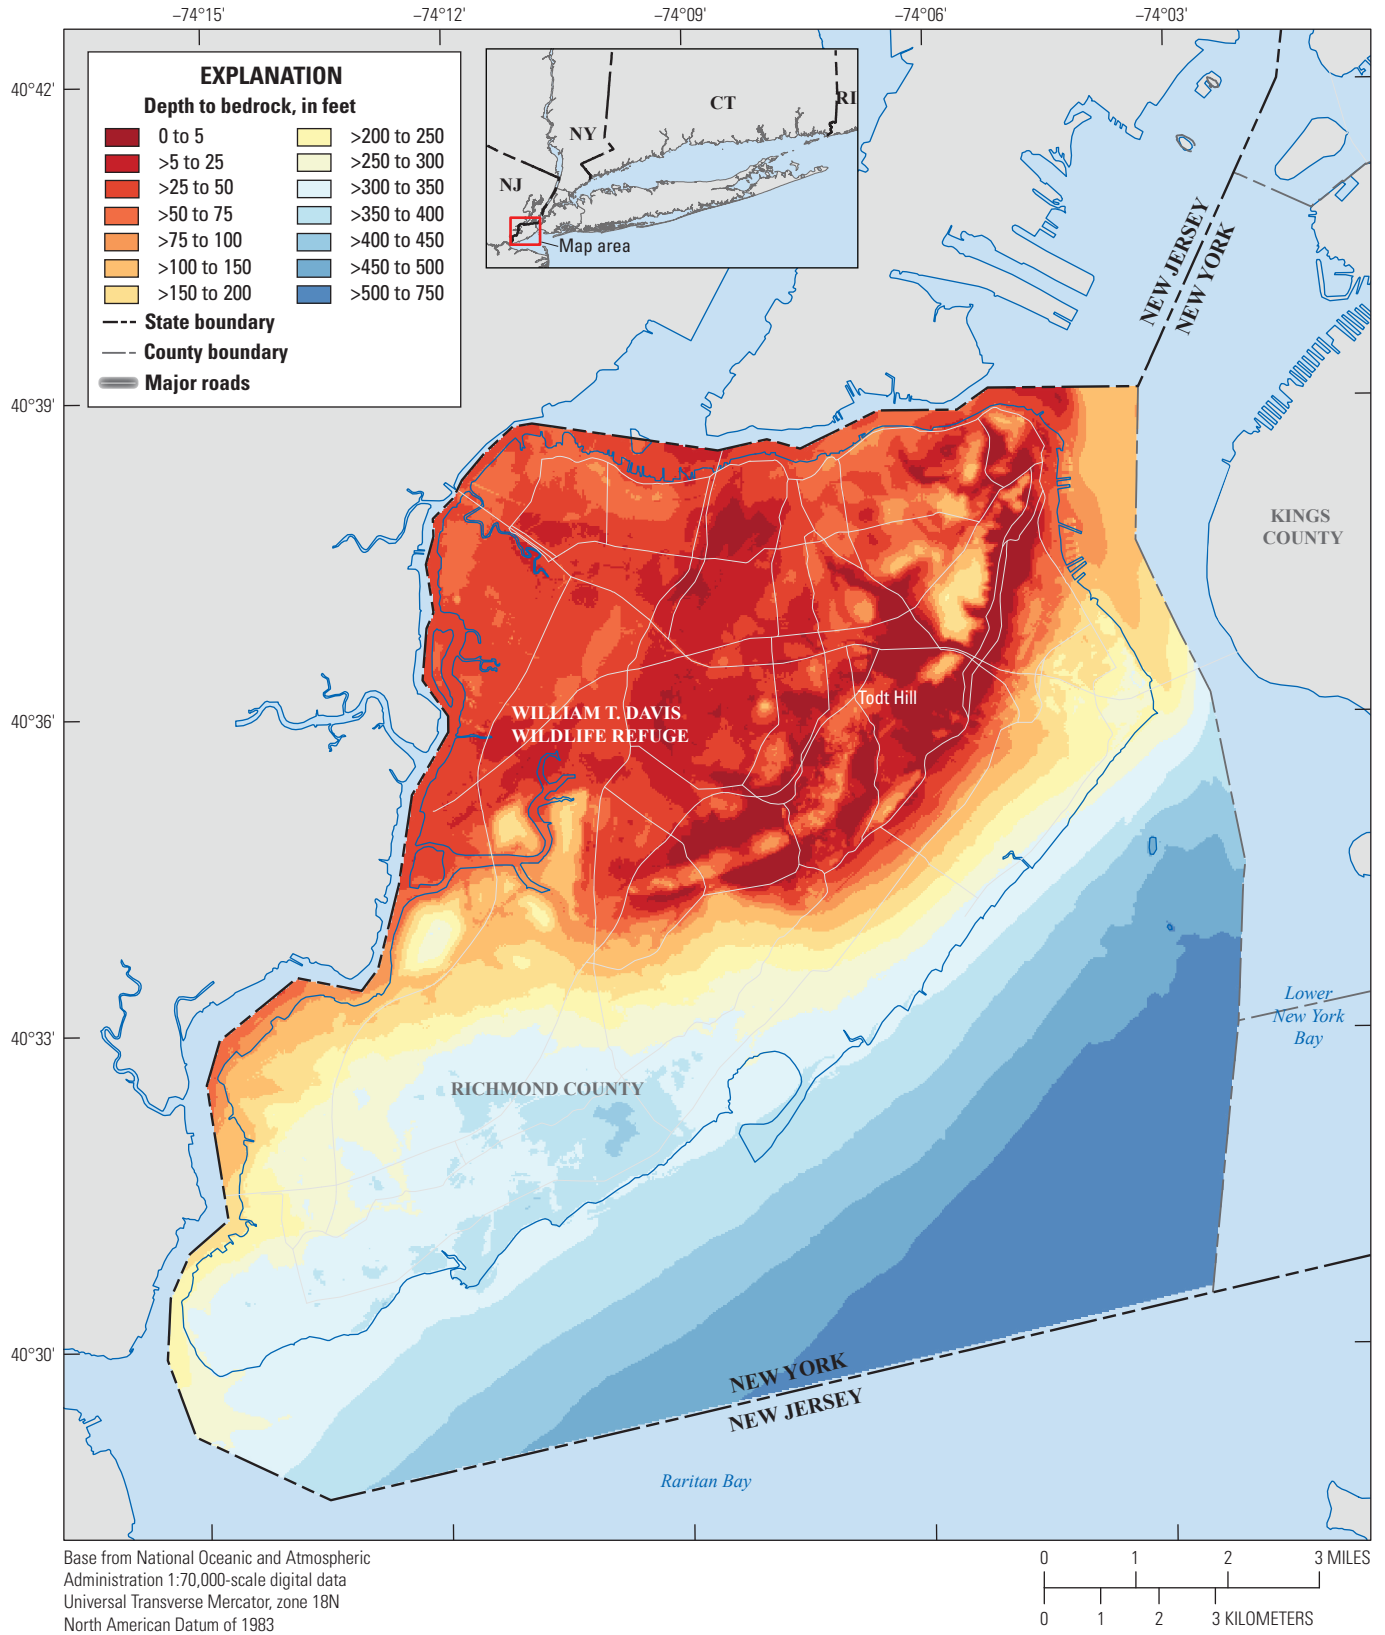 −74°15'
−74°12'
−74°09'
−74°06'
−74°03'
40°42'
40°39'
40°36'
40°33'
40°30'
EXPLANATION
Depth to bedrock, in feet
0 to 5
>5 to 25
>25 to 50
>50 to 75
>75 to 100
>100 to 150
>150 to 200
>200 to 250
>250 to 300
>300 to 350
>350 to 400
>400 to 450
>450 to 500
>500 to 750
State boundary
County boundary
Major roads
CT
RI
NY
NJ
Map area
NEW JERSEY
NEW YORK
KINGS
COUNTY
Todt Hill
WILLIAM T. DAVIS
WILDLIFE REFUGE
Lower
New York
Bay
RICHMOND COUNTY
NEW YORK
NEW JERSEY
Raritan Bay
Base from National Oceanic and Atmospheric
Administration 1:70,000-scale digital data
Universal Transverse Mercator, zone 18N
North American Datum of 1983
0 1 2 3 MILES
0 1 2 3 KILOMETERS